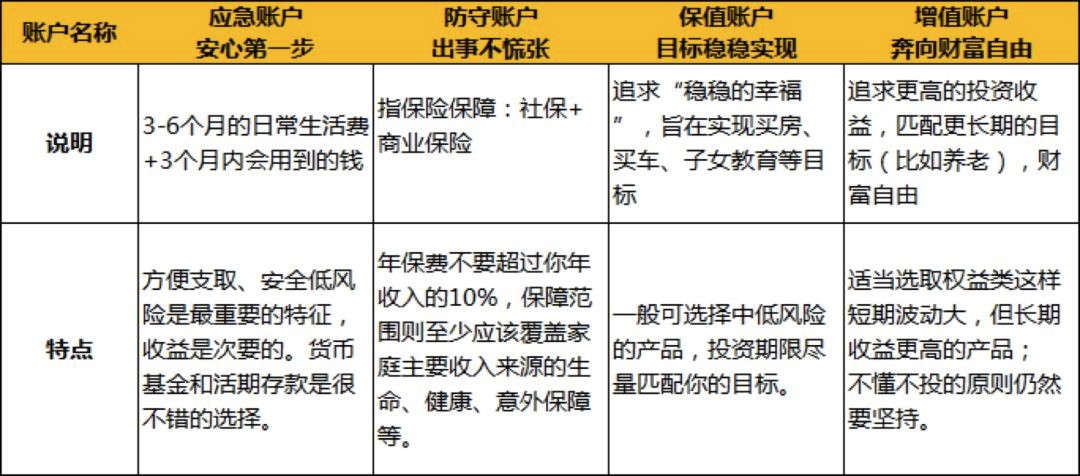 账户名称
应急账户
安心第一步
防守账户
出事不慌张
保值账户
目标稳稳实现
增值账户
奔向财富自由
说明
3-6个月的日常生活费
+3个月内会用到的钱
指保险保障：社保+
商业保险
追求“稳稳的幸福
”，旨在实现买房、
买车、子女教育等目
标
追求更高的投资收
益，匹配更长期的目
标（比如养老），财
富自由
特点
方便支取、安全低风
险是最重要的特征，
收益是次要的。货币
基金和活期存款是很
不错的选择。
年保费不要超过你年
收入的10%，保障范
围则至少应该覆盖家
庭主要收入来源的生
命、健康、意外保障
等。
一般可选择中低风险
的产品，投资期限尽
量匹配你的目标。
适当选取权益类这样
短期波动大，但长期
收益更高的产品；
不懂不投的原则仍然
要坚持。